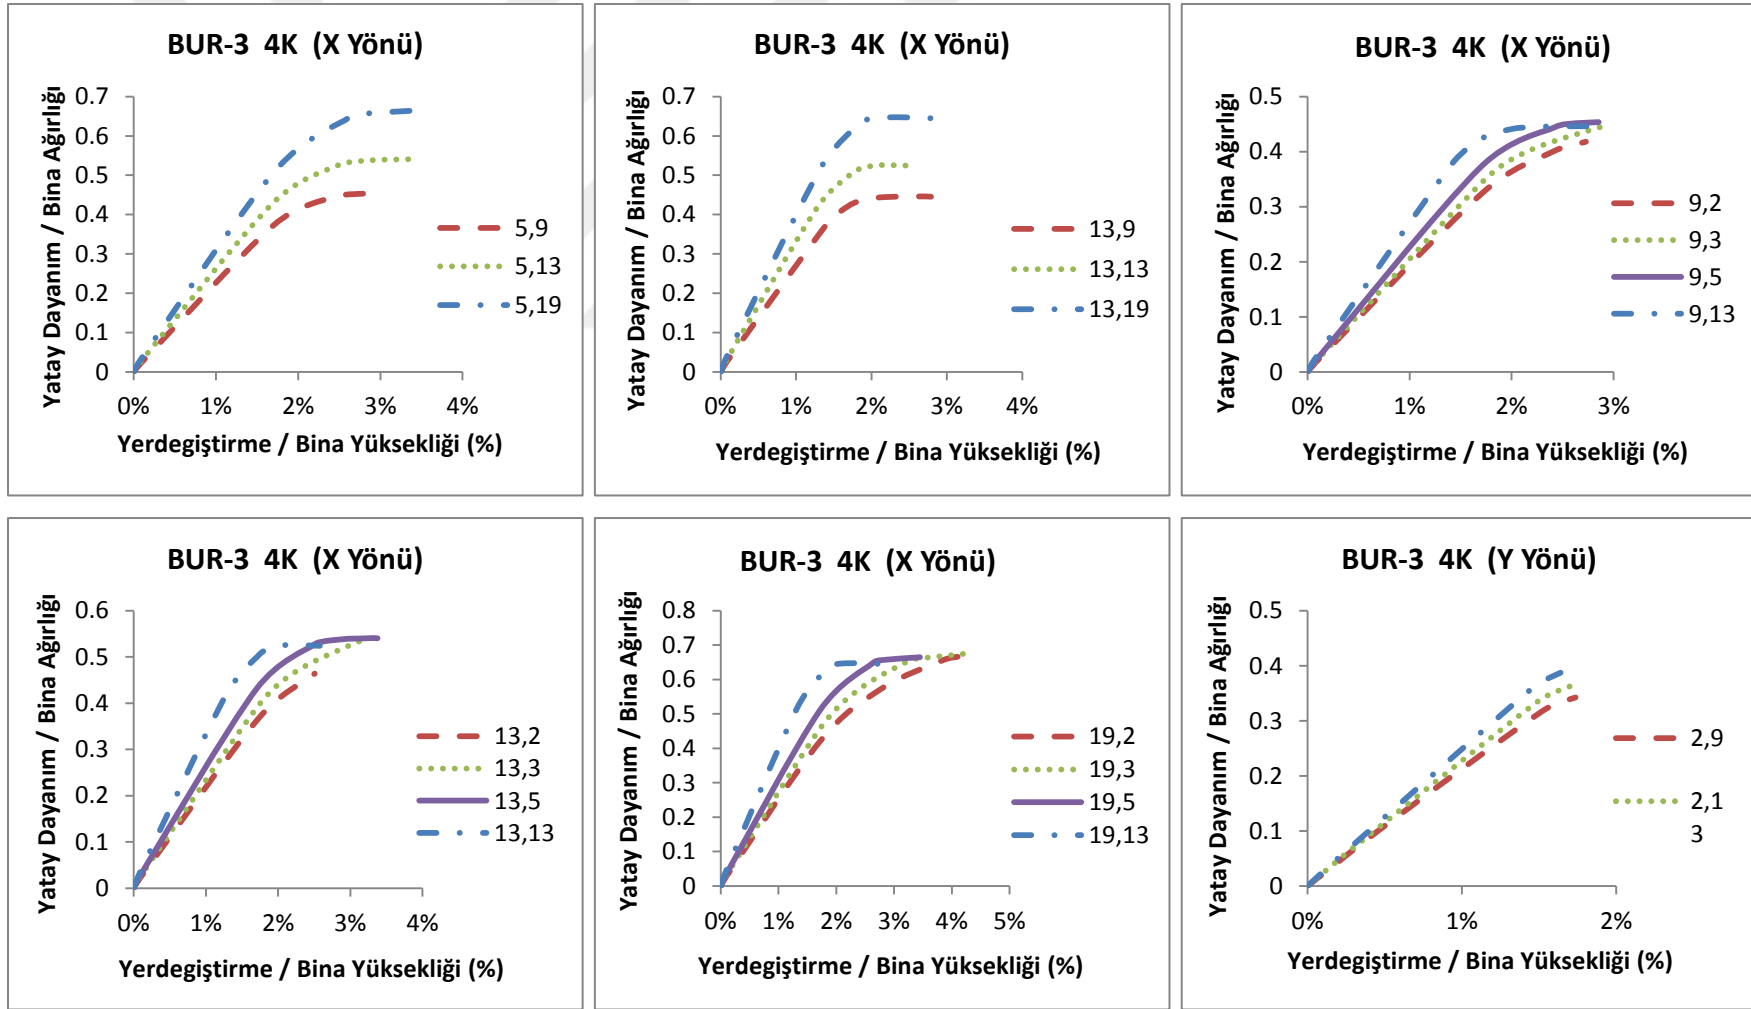 BUR-3 4K (X Yönü)
Yatay Dayanım / Bina Ağırlığı
0.7
0.6
0.5
0.4
0.3
0.2
0.1
0
0% 1% 2% 3% 4%
Yerdegiştirme / Bina Yüksekliği (%)
5,9
5,13
5,19
BUR-3 4K (X Yönü)
Yatay Dayanım / Bina Ağırlığı
0.7
0.6
0.5
0.4
0.3
0.2
0.1
0
0% 1% 2% 3% 4%
Yerdegiştirme / Bina Yüksekliği (%)
13,9
13,13
13,19
BUR-3 4K (X Yönü)
Yatay Dayanım / Bina Ağırlığı
0.5
0.4
0.3
0.2
0.1
0
0% 1% 2% 3%
Yerdegiştirme / Bina Yüksekliği (%)
9,2
9,3
9,5
9,13
BUR-3 4K (X Yönü)
Yatay Dayanım / Bina Ağırlığı
0.6
0.5
0.4
0.3
0.2
0.1
0
0% 1% 2% 3% 4%
Yerdegiştirme / Bina Yüksekliği (%)
13,2
13,3
13,5
13,13
BUR-3 4K (X Yönü)
Yatay Dayanım / Bina Ağırlığı
0.8
0.7
0.6
0.5
0.4
0.3
0.2
0.1
0
0% 1% 2% 3% 4% 5%
Yerdegiştirme / Bina Yüksekliği (%)
19,2
19,3
19,5
19,13
BUR-3 4K (Y Yönü)
Yatay Dayanım / Bina Ağırlığı
0.5
0.4
0.3
0.2
0.1
0
0% 1% 2%
Yerdegiştirme / Bina Yüksekliği (%)
2,9
2,1
3